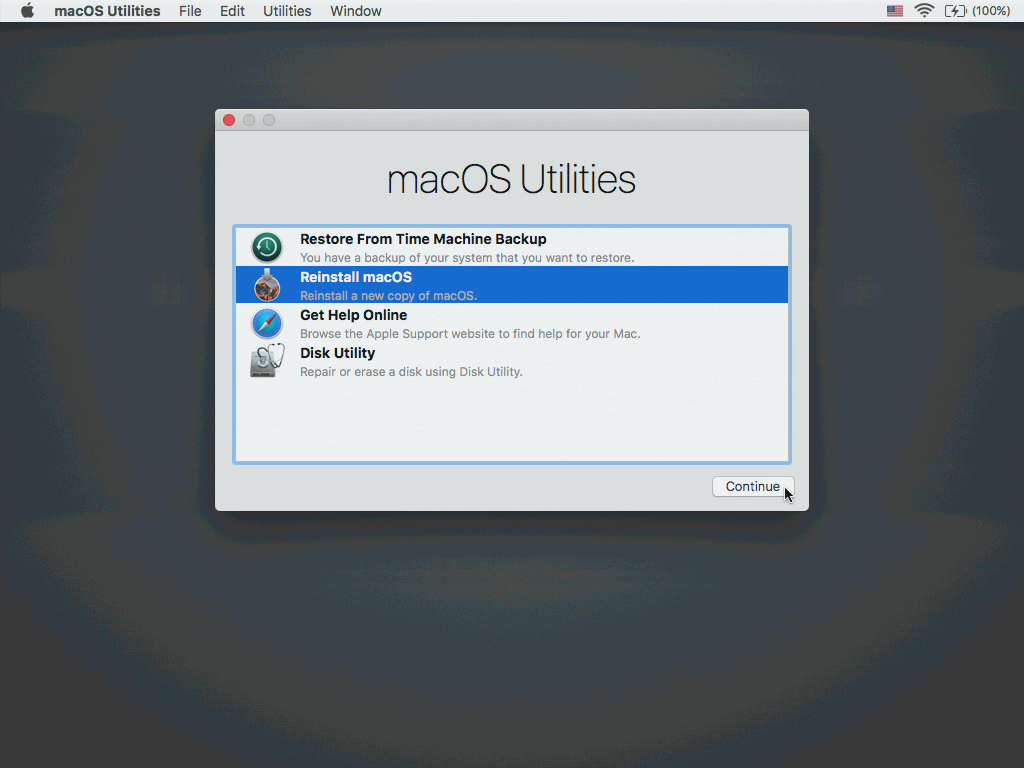 macOS Utilities File Edit Utilities Window (100%)
macOS Utilities
Restore From Time Machine Backup
You have a backup of your system that you want to restore.
Reinstall macOS
Reinstall a new copy of macOS.
Get Help Online
Browse the Apple Support website to find help for your Mac.
Disk Utility
Repair or erase a disk using Disk Utility.
Continue